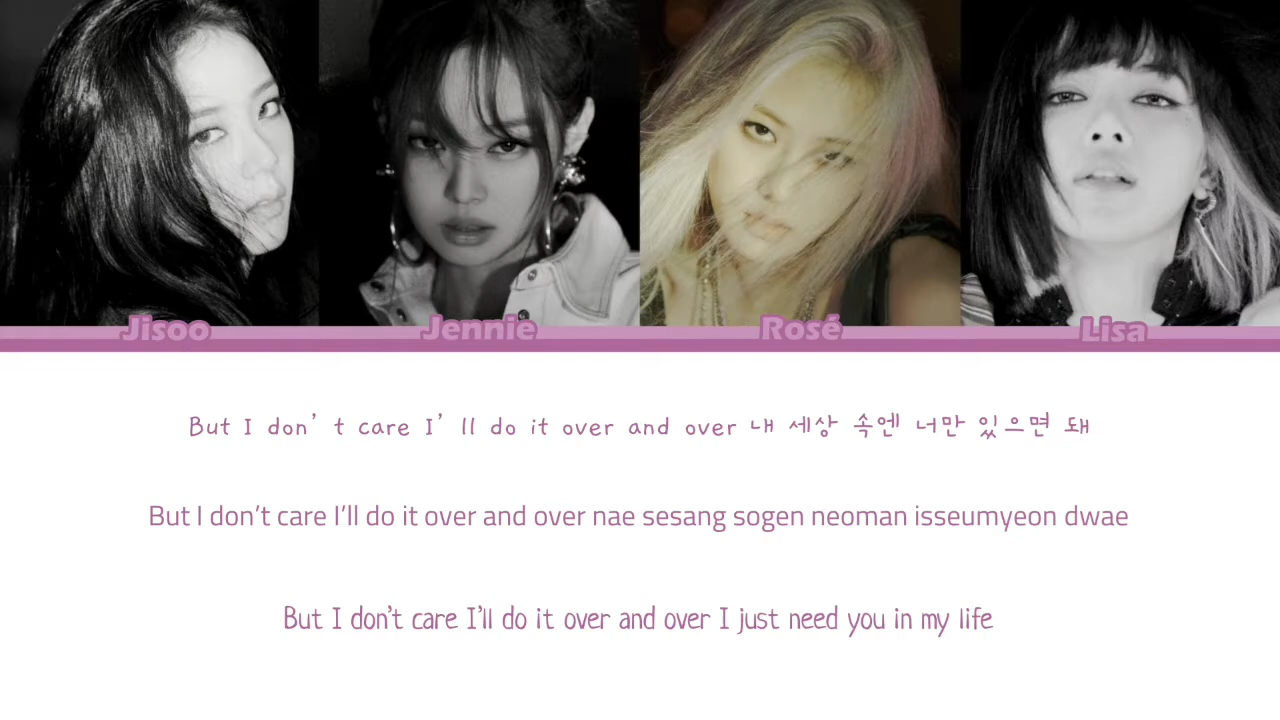 Jisoo Jennie Rosé Lisa
But I don’t care I’ll do it over and over 내 세상 속엔 너만 있으면 돼
But I don't care I'll do it over and over nae sesang sogen neoman isseumyeon dwae
But I don't care I'll do it over and over I just need you in my life